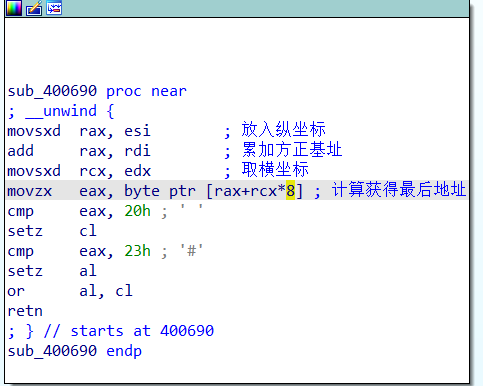 sub_400690 proc near
; __unwind {
movsxd  rax, esi        ; 放入纵坐标
add     rax, rdi        ; 累加方正基址
movsxd  rcx, edx        ; 取横坐标
movzx   eax, byte ptr [rax+rcx*8] ; 计算获得最后地址
cmp     eax, 20h ; ' '
setz    cl
cmp     eax, 23h ; '#'
setz    al
or      al, cl
retn
; } // starts at 400690
sub_400690 endp